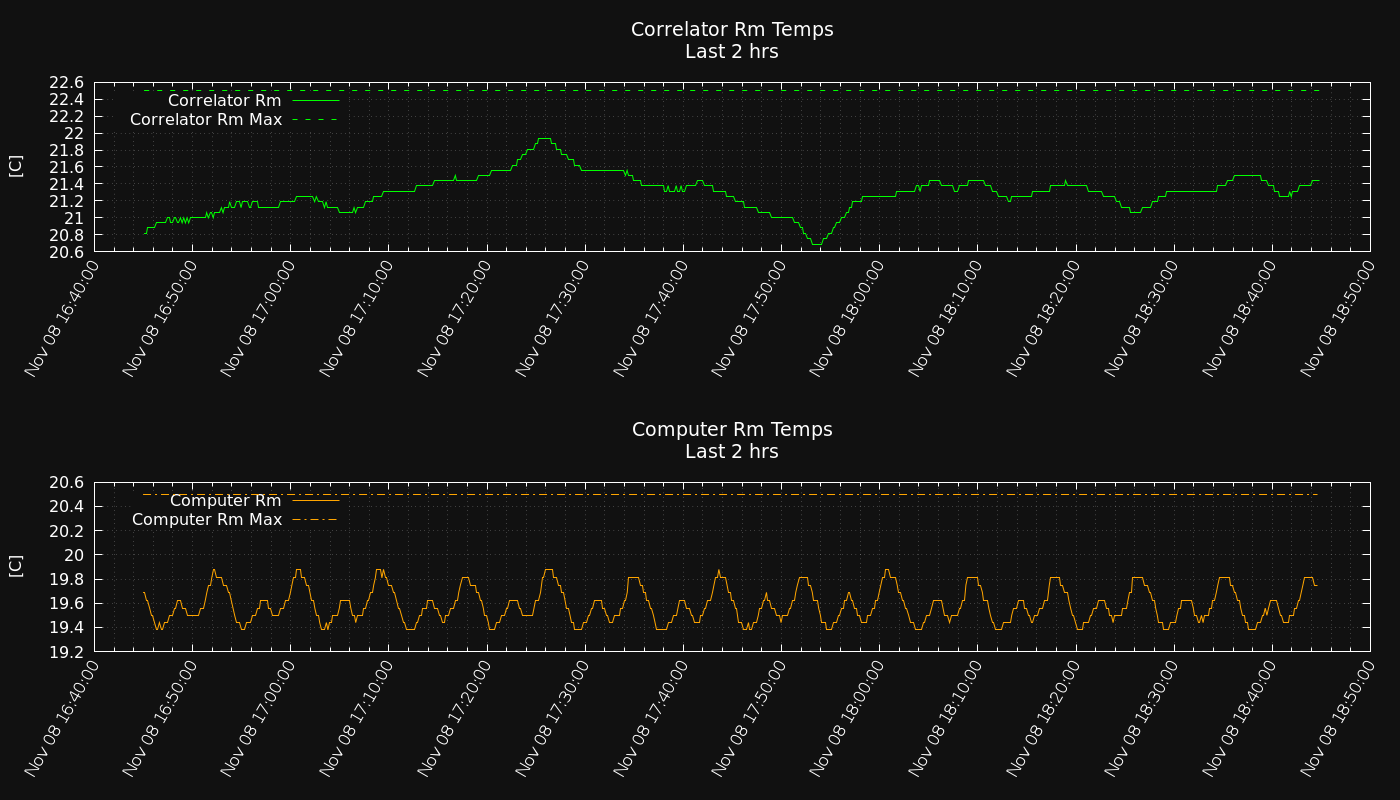 Correlator Rm Temps
Last 2 hrs
[C]
22.6
22.4
22.2
22
21.8
21.6
21.4
21.2
21
20.8
20.6
Correlator Rm
Correlator Rm Max
Nov 08 16:40:00
Nov 08 16:50:00
Nov 08 17:00:00
Nov 08 17:10:00
Nov 08 17:20:00
Nov 08 17:30:00
Nov 08 17:40:00
Nov 08 17:50:00
Nov 08 18:00:00
Nov 08 18:10:00
Nov 08 18:20:00
Nov 08 18:30:00
Nov 08 18:40:00
Nov 08 18:50:00
Computer Rm Temps
Last 2 hrs
[C]
20.6
20.4
20.2
20
19.8
19.6
19.4
19.2
Computer Rm
Computer Rm Max
Nov 08 16:40:00
Nov 08 16:50:00
Nov 08 17:00:00
Nov 08 17:10:00
Nov 08 17:20:00
Nov 08 17:30:00
Nov 08 17:40:00
Nov 08 17:50:00
Nov 08 18:00:00
Nov 08 18:10:00
Nov 08 18:20:00
Nov 08 18:30:00
Nov 08 18:40:00
Nov 08 18:50:00